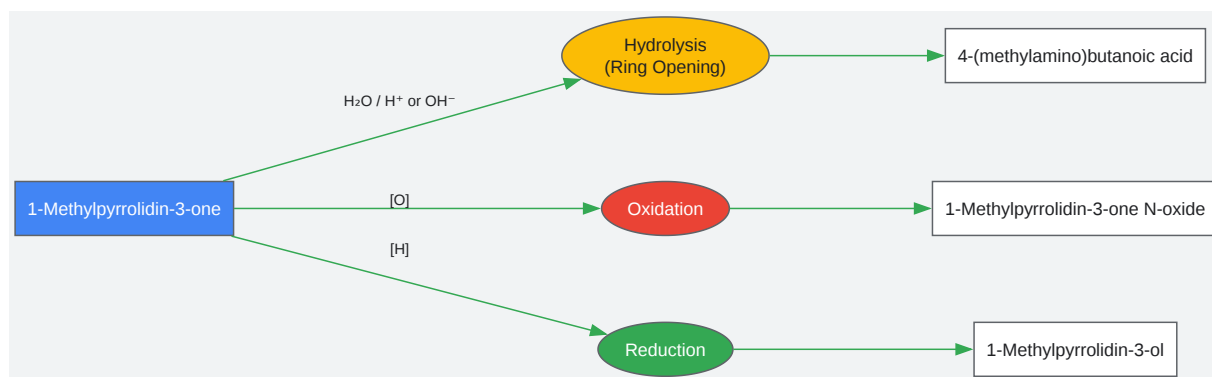 Hydrolysis
(Ring Opening)
4-(methylamino)butanoic acid
H₂O / H⁺ or OH⁻
1-Methylpyrrolidin-3-one
[O]
Oxidation
1-Methylpyrrolidin-3-one N-oxide
[H]
Reduction
1-Methylpyrrolidin-3-ol